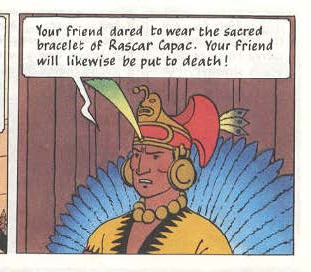 Your friend dared to wear the sacred
bracelet of Rascar Capac. Your friend
will likewise be put to death!